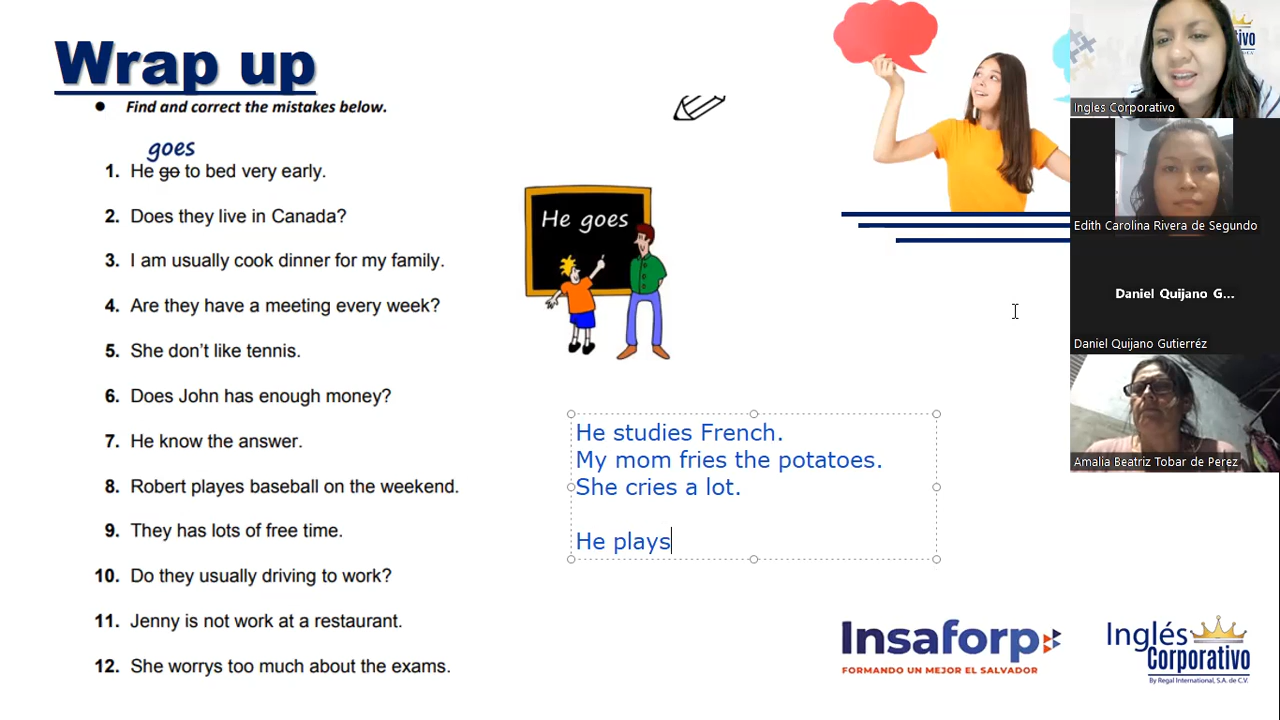 Wrap up
● Find and correct the mistakes below.
goes
1. He go to bed very early.
2. Does they live in Canada?
3. I am usually cook dinner for my family.
4. Are they have a meeting every week?
5. She don't like tennis.
6. Does John has enough money?
7. He know the answer.
8. Robert playes baseball on the weekend.
9. They has lots of free time.
10. Do they usually driving to work?
11. Jenny is not work at a restaurant.
12. She worrys too much about the exams.
He goes
He studies French.
My mom fries the potatoes.
She cries a lot.
He plays
Insaforp
FORMANDO UN MEJOR EL SALVADOR
Inglés
Corporativo
By Regal International, S.A. de C.V.
Ingles Corporativo
Edith Carolina Rivera de Segundo
Daniel Quijano G...
Daniel Quijano Gutierréz
Amalia Beatriz Tobar de Perez